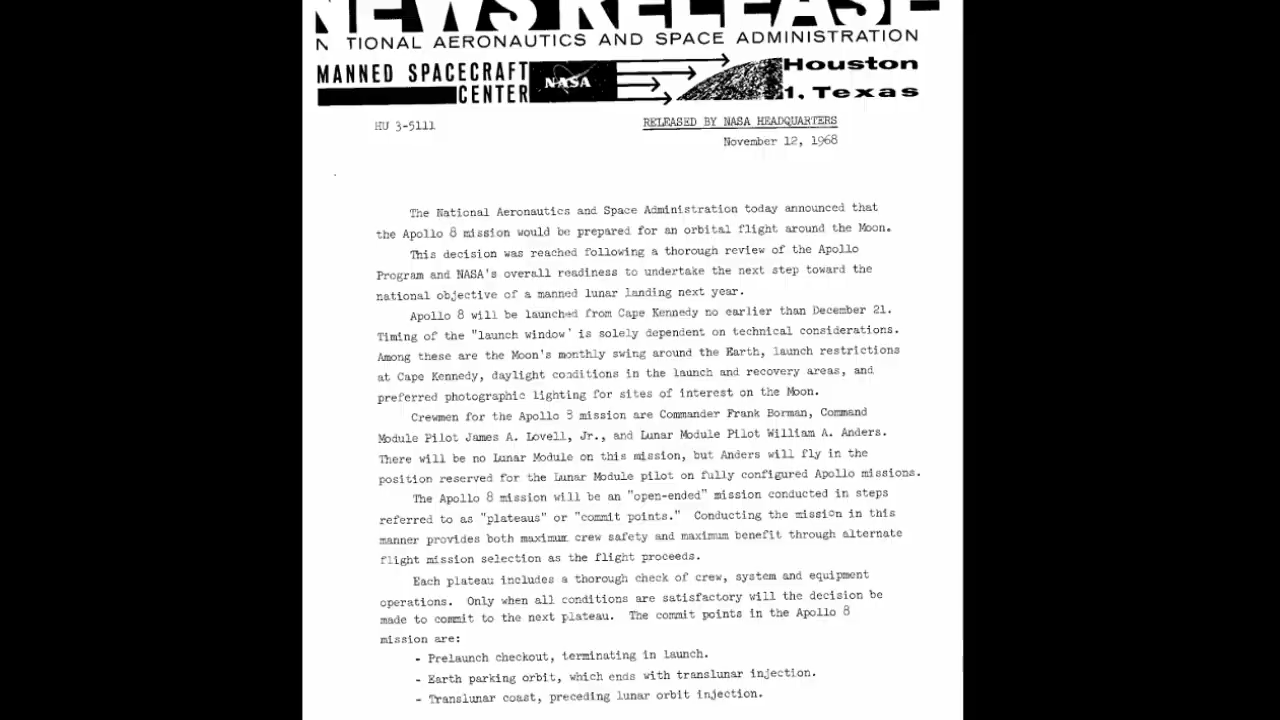 NEWS RELEASE
N TIONAL AERONAUTICS AND SPACE ADMINISTRATION
MANNED SPACECRAFT CENTER
NASA
Houston 1, Texas
HU 3-5111
RELEASED BY NASA HEADQUARTERS
November 12, 1968
The National Aeronautics and Space Administration today announced that
the Apollo 8 mission would be prepared for an orbital flight around the Moon.
This decision was reached following a thorough review of the Apollo
Program and NASA's overall readiness to undertake the next step toward the
national objective of a manned lunar landing next year.
Apollo 8 will be launched from Cape Kennedy no earlier than December 21.
Timing of the "launch window' is solely dependent on technical considerations.
Among these are the Moon's monthly swing around the Earth, launch restrictions
at Cape Kennedy, daylight conditions in the launch and recovery areas, and
preferred photographic lighting for sites of interest on the Moon.
Crewmen for the Apollo 8 mission are Commander Frank Borman, Command
Module Pilot James A. Lovell, Jr., and Lunar Module Pilot William A. Anders.
There will be no Lunar Module on this mission, but Anders will fly in the
position reserved for the Lunar Module pilot on fully configured Apollo missions.
The Apollo 8 mission will be an "open-ended" mission conducted in steps
referred to as "plateaus" or "commit points." Conducting the mission in this
manner provides both maximum crew safety and maximum benefit through alternate
flight mission selection as the flight proceeds.
Each plateau includes a thorough check of crew, system and equipment
operations. Only when all conditions are satisfactory will the decision be
made to commit to the next plateau. The commit points in the Apollo 8
mission are:
- Prelaunch checkout, terminating in launch.
- Earth parking orbit, which ends with translunar injection.
- Translunar coast, preceding lunar orbit injection.